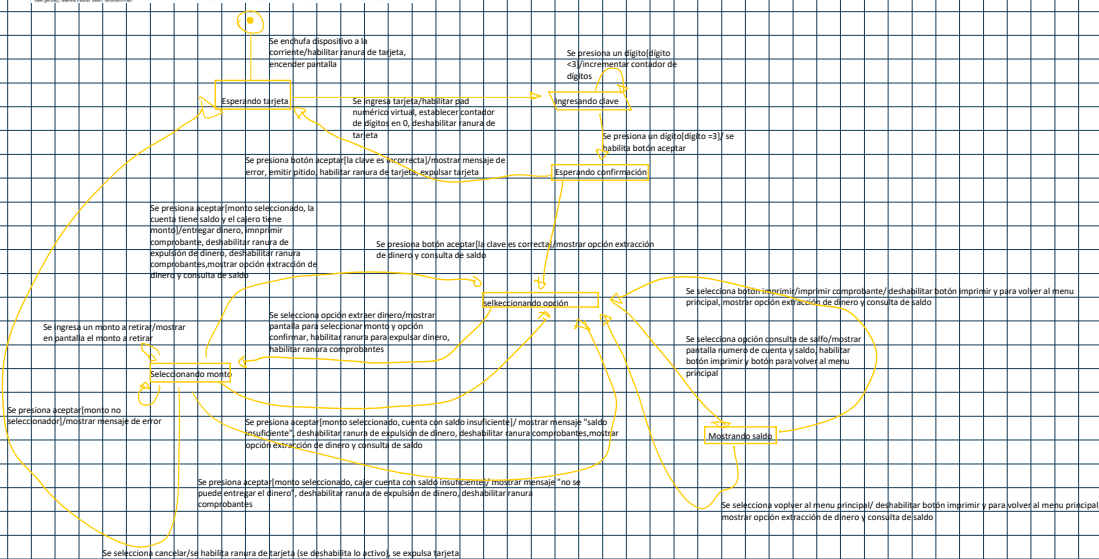 Se enchufa dispositivo a la
corriente/habilitar ranura de tarjeta,
encender pantalla
Se presiona un dígito[dígito
<3]/incrementar contador de
dígitos
Esperando tarjeta
Ingresando clave
Se ingresa tarjeta/habilitar pad
numérico virtual, establecer contador
de dígitos en 0, deshabilitar ranura de
tarjeta
Se presiona un dígito[dígito =3]/ se
habilita botón aceptar
Se presiona botón aceptar[la clave es incorrecta]/mostrar mensaje de
error, emitir pitido, habilitar ranura de tarjeta, expulsar tarjeta
Esperando confirmación
Se presiona aceptar[monto seleccionado, la
cuenta tiene saldo y el cajero tiene
monto]/entregar dinero, imnprimir
comprobante, deshabilitar ranura de
expulsión de dinero, deshabilitar ranura
comprobantes,mostrar opción extracción de
dinero y consulta de saldo
Se presiona botón aceptar[la clave es correcta]/mostrar opción extracción
de dinero y consulta de saldo
selkeccionando opción
Se selecciona botón imprimir/imprimir comprobante/ deshabilitar botón imprimir y para volver al menu
principal, mostrar opción extracción de dinero y consulta de saldo
Se selecciona opción extraer dinero/mostrar
pantalla para seleccionar monto y opción
confirmar, habilitar ranura para expulsar dinero,
habilitar ranura comprobantes
Se ingresa un monto a retirar/mostrar
en pantalla el monto a retirar
Se selecciona opción consulta de salfo/mostrar
pantalla numero de cuenta y saldo, habilitar
botón imprimir y botón para volver al menu
principal
Seleccionando monto
Se presiona aceptar[monto no
seleccionador]/mostrar mensaje de error
Se presiona aceptar[monto seleccionado, cuenta con saldo insuficiente]/ mostrar mensaje "saldo
insuficiente", deshabilitar ranura de expulsión de dinero, deshabilitar ranura comprobantes,mostrar
opción extracción de dinero y consulta de saldo
Mostrando saldo
Se presiona aceptar[monto seleccionado, cajer cuenta con saldo insuficiente]/ mostrar mensaje "no se
puede entregar el dinero", deshabilitar ranura de expulsión de dinero, deshabilitar ranura
comprobantes
Se selecciona voplver al menu principal/ deshabilitar botón imprimir y para volver al menu principal,
mostrar opción extracción de dinero y consulta de saldo
Se selecciona cancelar/se habilita ranura de tarjeta (se deshabilita lo activo), se expulsa tarjeta